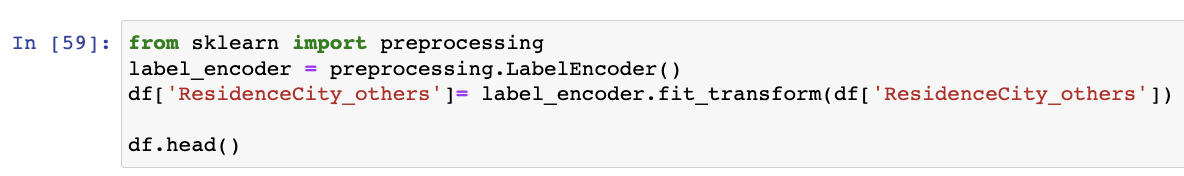 In [59]: from sklearn import preprocessing
label_encoder = preprocessing.LabelEncoder()
df['ResidenceCity_others']= label_encoder.fit_transform(df['ResidenceCity_others'])
df.head()